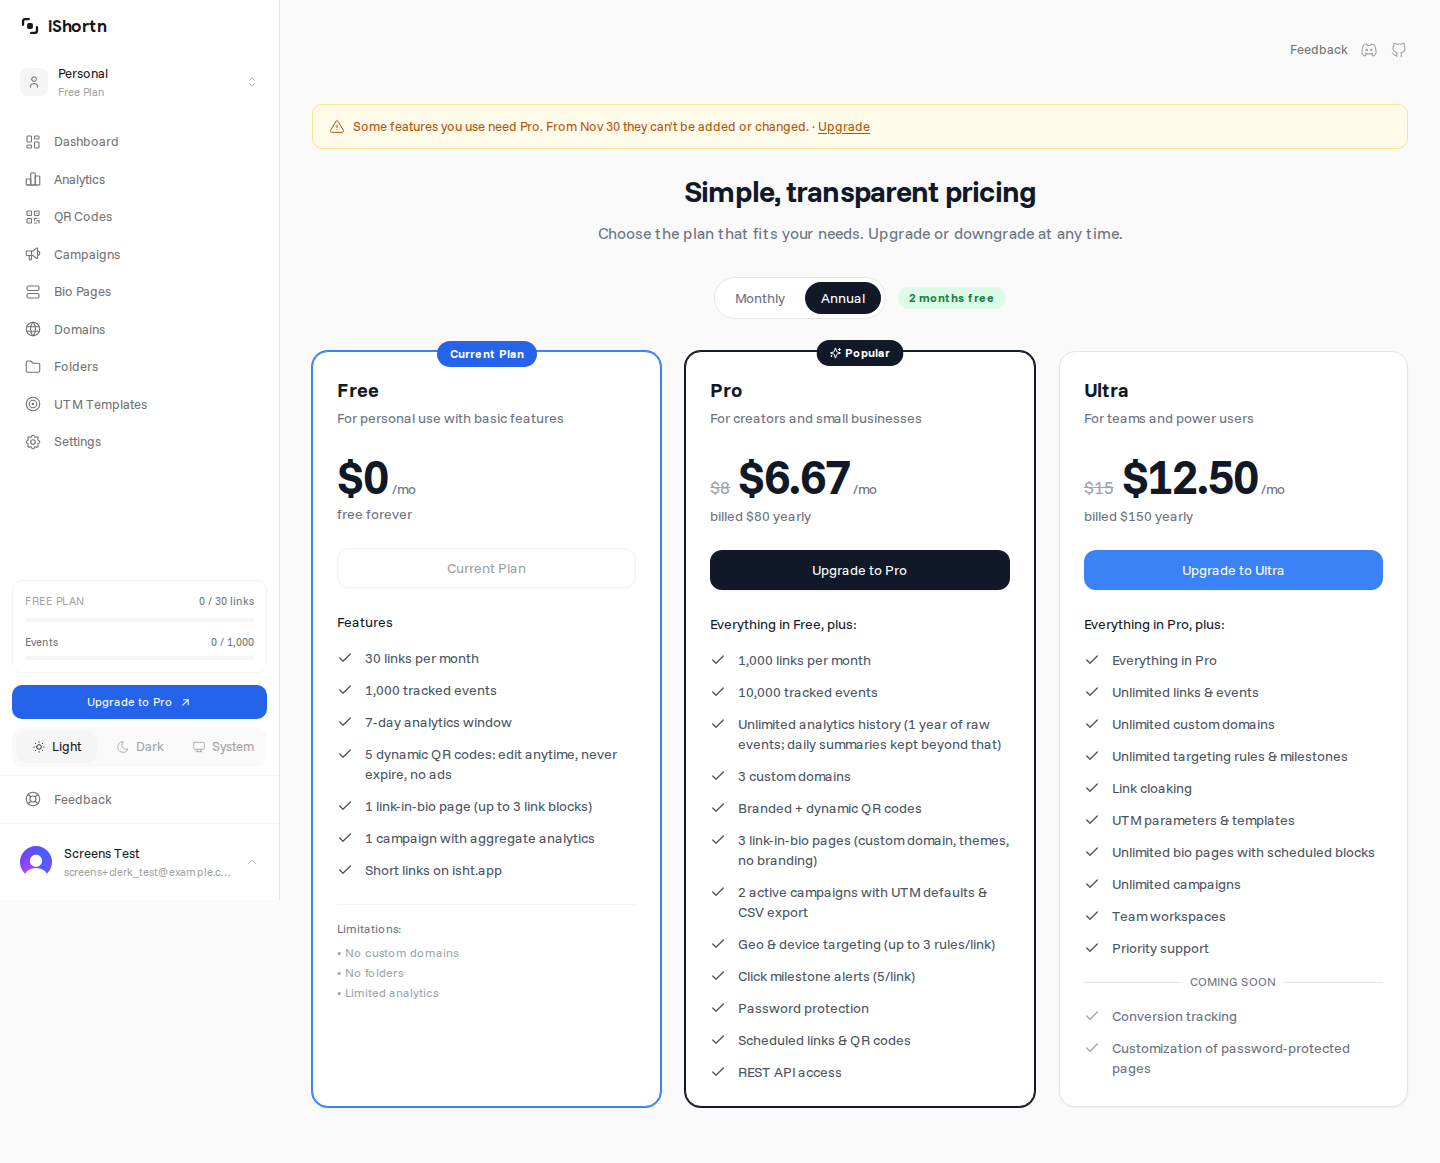 iShortn
Personal
Free Plan
Dashboard
Analytics
QR Codes
Campaigns
Bio Pages
Domains
Folders
UTM Templates
Settings
FREE PLAN 0 / 30 links
Events 0 / 1,000
Upgrade to Pro
Light Dark System
Feedback
Screens Test
screens+clerk_test@example.c...
Feedback
Some features you use need Pro. From Nov 30 they can't be added or changed. · Upgrade
Simple, transparent pricing
Choose the plan that fits your needs. Upgrade or downgrade at any time.
Monthly Annual 2 months free
Current Plan
Free
For personal use with basic features
$0 /mo
free forever
Current Plan
Features
30 links per month
1,000 tracked events
7-day analytics window
5 dynamic QR codes: edit anytime, never
expire, no ads
1 link-in-bio page (up to 3 link blocks)
1 campaign with aggregate analytics
Short links on isht.app
Limitations:
• No custom domains
• No folders
• Limited analytics
Popular
Pro
For creators and small businesses
$8 $6.67 /mo
billed $80 yearly
Upgrade to Pro
Everything in Free, plus:
1,000 links per month
10,000 tracked events
Unlimited analytics history (1 year of raw
events; daily summaries kept beyond that)
3 custom domains
Branded + dynamic QR codes
3 link-in-bio pages (custom domain, themes,
no branding)
2 active campaigns with UTM defaults &
CSV export
Geo & device targeting (up to 3 rules/link)
Click milestone alerts (5/link)
Password protection
Scheduled links & QR codes
REST API access
Ultra
For teams and power users
$15 $12.50 /mo
billed $150 yearly
Upgrade to Ultra
Everything in Pro, plus:
Everything in Pro
Unlimited links & events
Unlimited custom domains
Unlimited targeting rules & milestones
Link cloaking
UTM parameters & templates
Unlimited bio pages with scheduled blocks
Unlimited campaigns
Team workspaces
Priority support
COMING SOON
Conversion tracking
Customization of password-protected
pages